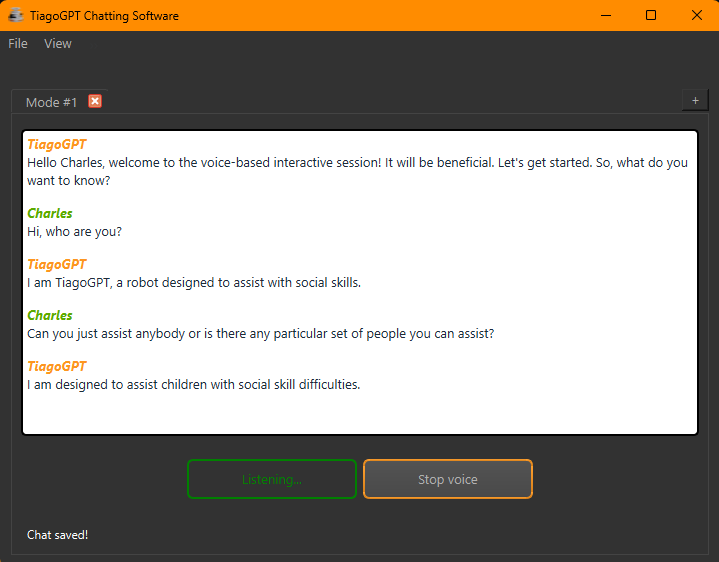 TiagoGPT Chatting Software
File View
Mode #1
+
TiagoGPT
Hello Charles, welcome to the voice-based interactive session! It will be beneficial. Let's get started. So, what do you
want to know?
Charles
Hi, who are you?
TiagoGPT
I am TiagoGPT, a robot designed to assist with social skills.
Charles
Can you just assist anybody or is there any particular set of people you can assist?
TiagoGPT
I am designed to assist children with social skill difficulties.
Listening... Stop voice
Chat saved!